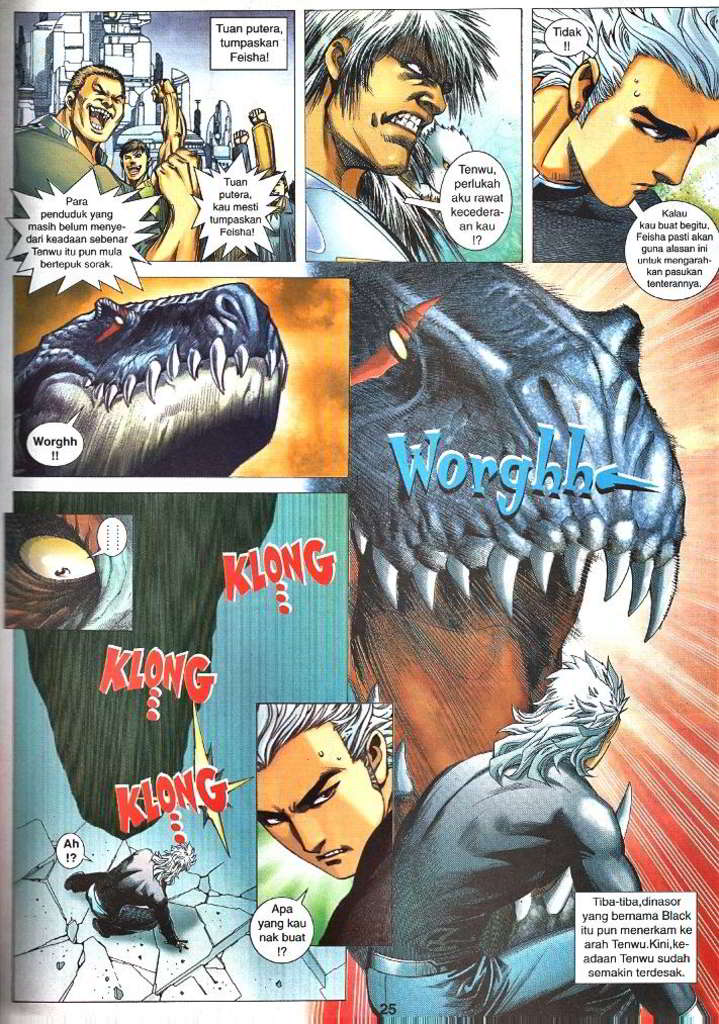 Tuan putera,
tumpaskan
Feisha!
Para
penduduk yang
masih belum menye-
dari keadaan sebenar
Tenwu itu pun mula
bertepuk sorak.
Tuan
putera,
kau mesti
tumpaskan
Feisha!
Tenwu,
perlukah
aku rawat
kecedera-
an kau
!?
Tidak
!!
Kalau
kau buat begitu,
Feisha pasti akan
guna alasan ini
untuk mengarah-
kan pasukan
tenteranya.
Worghh
!!
Worghh
KLONG
KLONG
KLONG
Ah
!?
Apa
yang kau
nak buat
!?
Tiba-tiba,dinasor
yang bernama Black
itu pun menerkam ke
arah Tenwu.Kini,ke-
adaan Tenwu sudah
semakin terdesak.
25